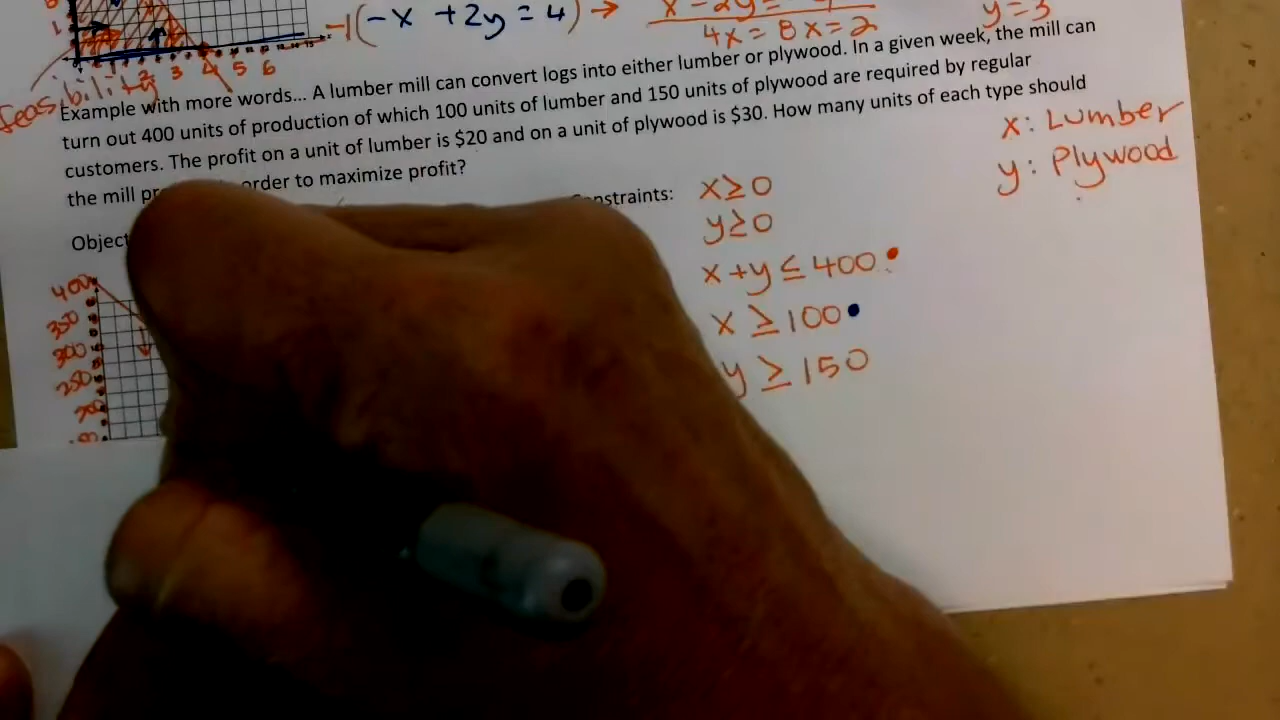 -1(-x + 2y = 4) →
4x = 8 x = 2
y = 3
3 4 5 6
feasibility
Example with more words... A lumber mill can convert logs into either lumber or plywood. In a given week, the mill can
turn out 400 units of production of which 100 units of lumber and 150 units of plywood are required by regular
customers. The profit on a unit of lumber is $20 and on a unit of plywood is $30. How many units of each type should
the mill order to maximize profit?
x: Lumber
y: Plywood
Object
Constraints: x ≥ 0
y ≥ 0
x + y ≤ 400
x ≥ 100
y ≥ 150
400
350
300
250
200